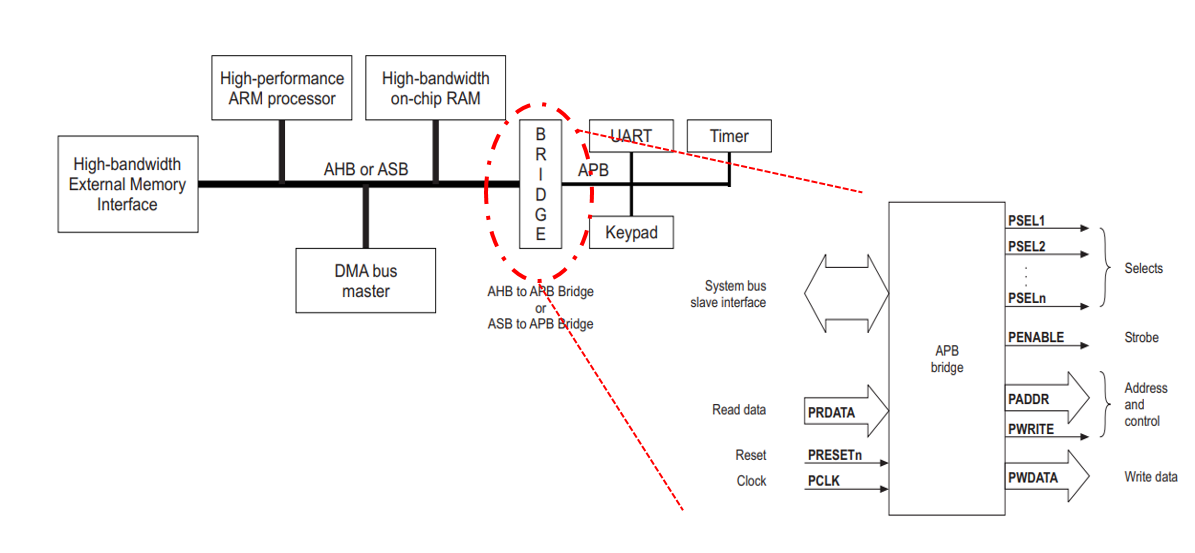 High-performance
ARM processor
High-bandwidth
on-chip RAM
High-bandwidth
External Memory
Interface
AHB or ASB
DMA bus
master
B
R
I
D
G
E
UART
Timer
APB
Keypad
AHB to APB Bridge
or
ASB to APB Bridge
System bus
slave interface
Read data
PRDATA
Reset
PRESETn
Clock
PCLK
APB
bridge
PSEL1
PSEL2
PSELn
Selects
PENABLE
Strobe
PADDR
PWRITE
Address
and
control
PWDATA
Write data